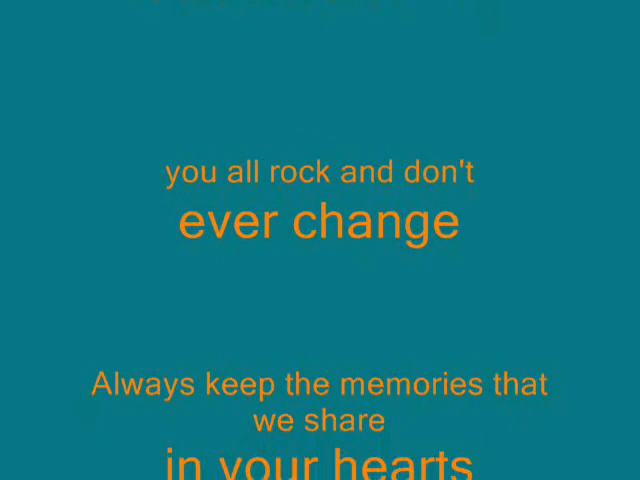 you all rock and don't
ever change
Always keep the memories that
we share
in your hearts